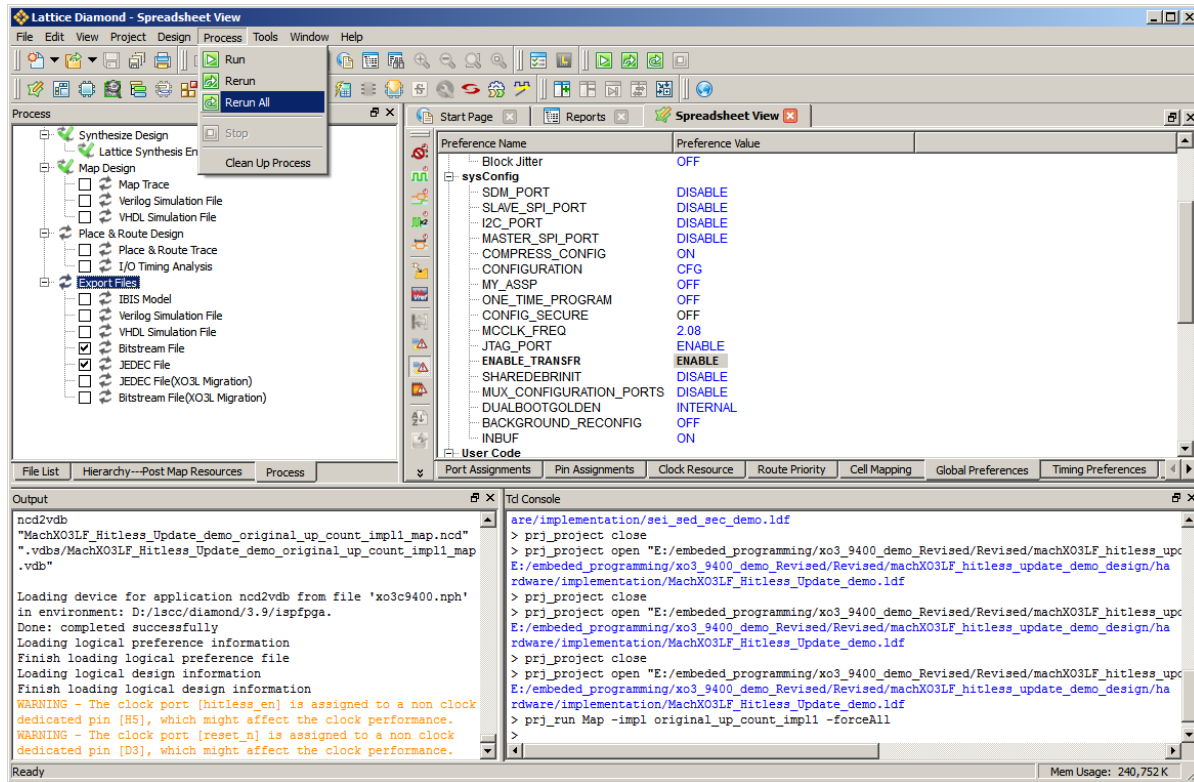 Lattice Diamond - Spreadsheet View
File Edit View Project Design Process Tools Window Help
Run
Rerun
Rerun All
Stop
Clean Up Process
Process
Synthesize Design
Lattice Synthesis En
Map Design
Map Trace
Verilog Simulation File
VHDL Simulation File
Place & Route Design
Place & Route Trace
I/O Timing Analysis
Export Files
IBIS Model
Verilog Simulation File
VHDL Simulation File
Bitstream File
JEDEC File
JEDEC File(XO3L Migration)
Bitstream File(XO3L Migration)
File List Hierarchy---Post Map Resources Process
Start Page Reports Spreadsheet View
Preference Name Preference Value
Block Jitter OFF
sysConfig
SDM_PORT DISABLE
SLAVE_SPI_PORT DISABLE
I2C_PORT DISABLE
MASTER_SPI_PORT DISABLE
COMPRESS_CONFIG ON
CONFIGURATION CFG
MY_ASSP OFF
ONE_TIME_PROGRAM OFF
CONFIG_SECURE OFF
MCCLK_FREQ 2.08
JTAG_PORT ENABLE
ENABLE_TRANSFR ENABLE
SHAREDEBRINIT DISABLE
MUX_CONFIGURATION_PORTS DISABLE
DUALBOOTGOLDEN INTERNAL
BACKGROUND_RECONFIG OFF
INBUF ON
User Code
Port Assignments Pin Assignments Clock Resource Route Priority Cell Mapping Global Preferences Timing Preferences
Output
ncd2vdb
"MachXO3LF_Hitless_Update_demo_original_up_count_impl1_map.ncd"
".vdbs/MachXO3LF_Hitless_Update_demo_original_up_count_impl1_map
.vdb"
Loading device for application ncd2vdb from file 'xo3c9400.nph'
in environment: D:/lscc/diamond/3.9/ispfpga.
Done: completed successfully
Loading logical preference information
Finish loading logical preference file
Loading logical design information
Finish loading logical design information
WARNING - The clock port [hitless_en] is assigned to a non clock
dedicated pin [H5], which might affect the clock performance.
WARNING - The clock port [reset_n] is assigned to a non clock
dedicated pin [D3], which might affect the clock performance.
Tcl Console
are/implementation/sei_sed_sec_demo.ldf
> prj_project close
> prj_project open "E:/embeded_programming/xo3_9400_demo_Revised/Revised/machXO3LF_hitless_upd
E:/embeded_programming/xo3_9400_demo_Revised/Revised/machXO3LF_hitless_update_demo_design/ha
rdware/implementation/MachXO3LF_Hitless_Update_demo.ldf
> prj_project close
> prj_project open "E:/embeded_programming/xo3_9400_demo_Revised/Revised/machXO3LF_hitless_upd
E:/embeded_programming/xo3_9400_demo_Revised/Revised/machXO3LF_hitless_update_demo_design/ha
rdware/implementation/MachXO3LF_Hitless_Update_demo.ldf
> prj_project close
> prj_project open "E:/embeded_programming/xo3_9400_demo_Revised/Revised/machXO3LF_hitless_upd
E:/embeded_programming/xo3_9400_demo_Revised/Revised/machXO3LF_hitless_update_demo_design/ha
rdware/implementation/MachXO3LF_Hitless_Update_demo.ldf
> prj_run Map -impl original_up_count_impl1 -forceAll
>
Ready
Mem Usage: 240,752 K